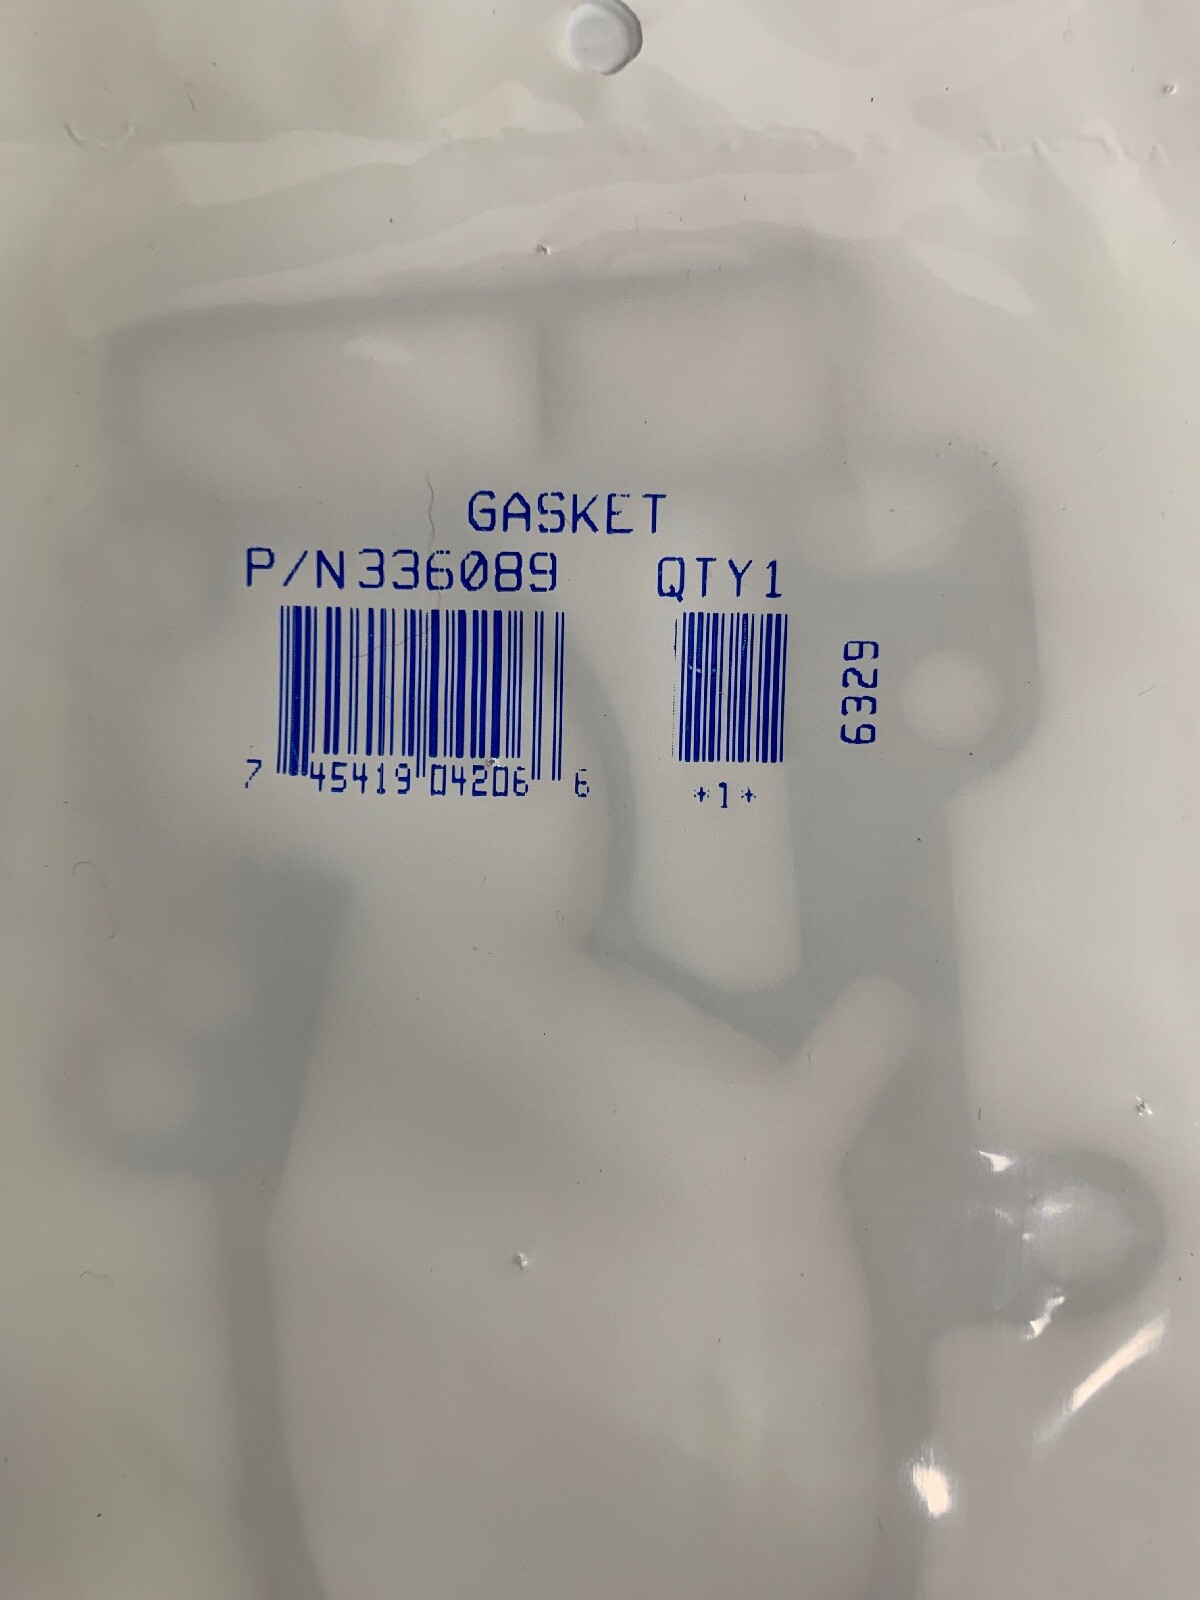 GASKET
P/N336089 QTY1
7 45419 04206 6
*1*
6329